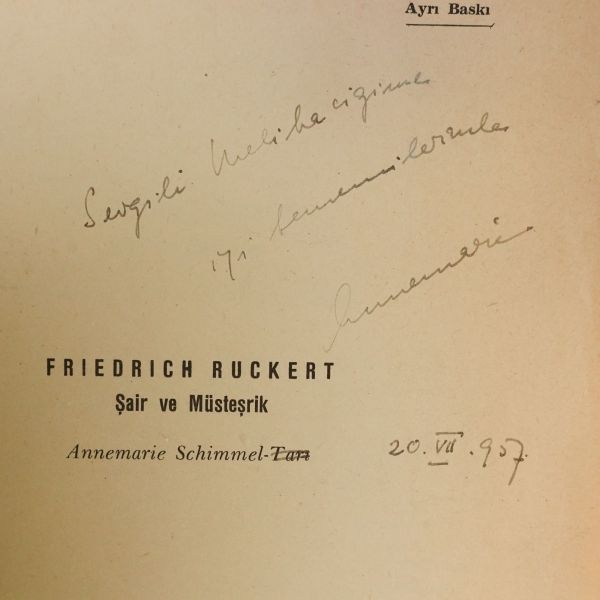 Ayrı Baskı
Sevgili Melihacığıma
iyi temennilerimle
Annemarie
FRIEDRICH RUCKERT
Şair ve Müsteşrik
Annemarie Schimmel-Tarı
20.VII.957.